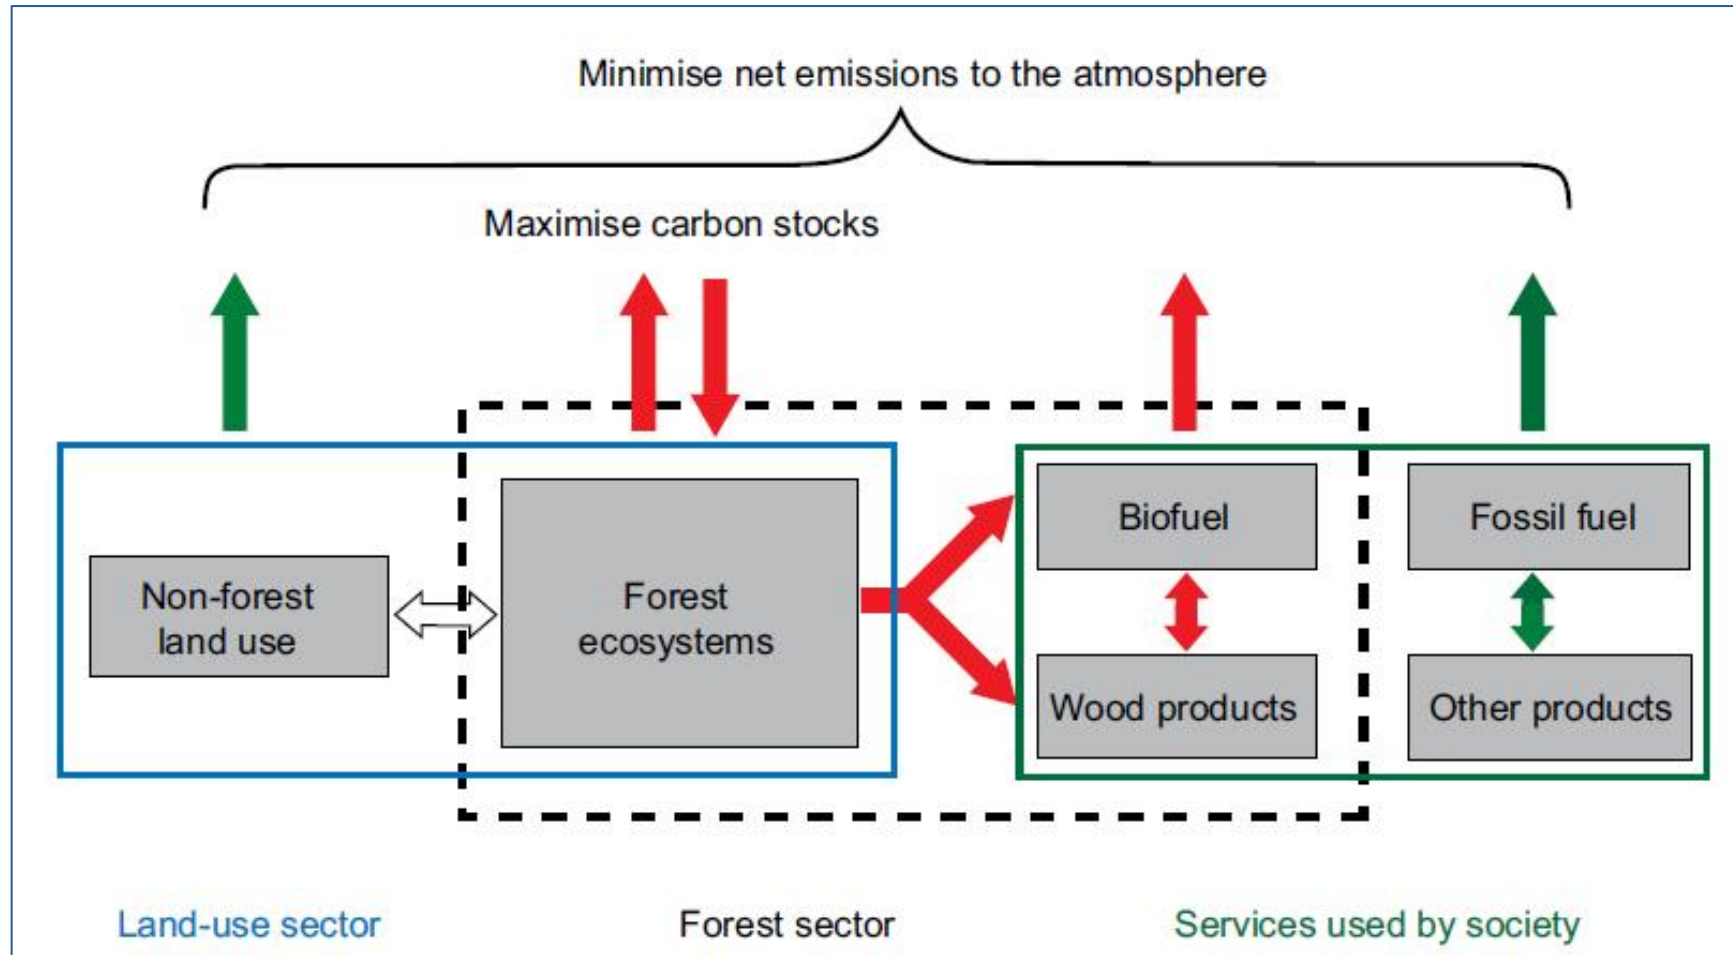 Minimise net emissions to the atmosphere
Maximise carbon stocks
Non-forest
land use
Forest
ecosystems
Biofuel
Wood products
Fossil fuel
Other products
Land-use sector
Forest sector
Services used by society